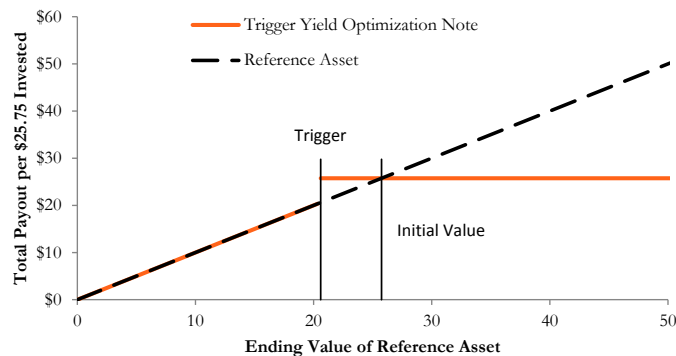 $60
$50
$40
$30
$20
$10
$0
Total Payout per $25.75 Invested
Trigger Yield Optimization Note
Reference Asset
Trigger
Initial Value
0
10
20
30
40
50
Ending Value of Reference Asset